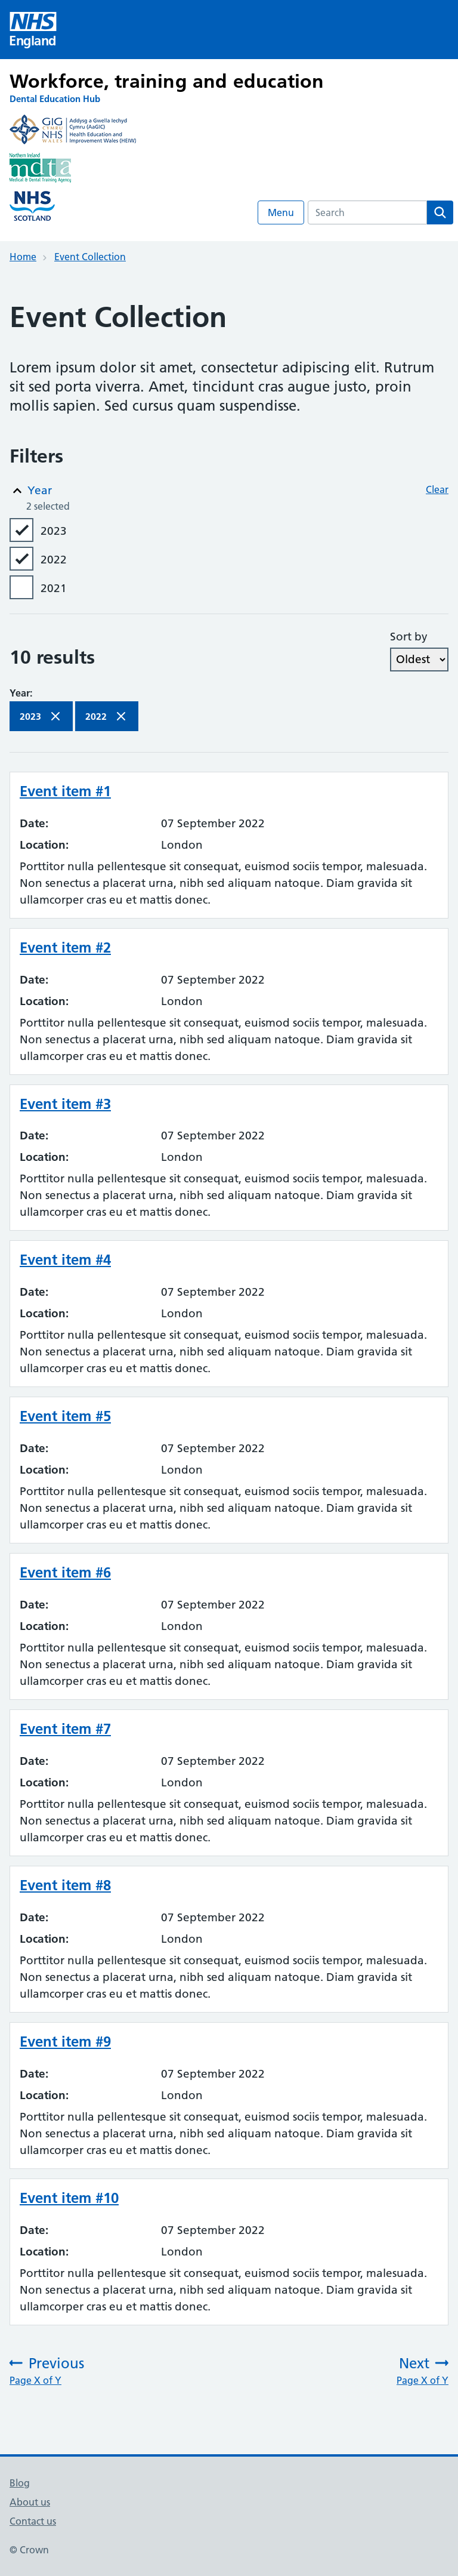 NHS
England
Workforce, training and education
Dental Education Hub
GIG
CYMRU
NHS
WALES
Addysg a Gwella Iechyd
Cymru (AaGIC)
Health Education and
Improvement Wales (HEIW)
Northern Ireland
mdta
Medical & Dental Training Agency
NHS
SCOTLAND
Menu
Search
Home
Event Collection
Event Collection
Lorem ipsum dolor sit amet, consectetur adipiscing elit. Rutrum
sit sed porta viverra. Amet, tincidunt cras augue justo, proin
mollis sapien. Sed cursus quam suspendisse.
Filters
Year
Clear
2 selected
2023
2022
2021
Sort by
10 results
Oldest
Year:
2023
2022
Event item #1
Date: 07 September 2022
Location: London
Porttitor nulla pellentesque sit consequat, euismod sociis tempor, malesuada.
Non senectus a placerat urna, nibh sed aliquam natoque. Diam gravida sit
ullamcorper cras eu et mattis donec.
Event item #2
Date: 07 September 2022
Location: London
Porttitor nulla pellentesque sit consequat, euismod sociis tempor, malesuada.
Non senectus a placerat urna, nibh sed aliquam natoque. Diam gravida sit
ullamcorper cras eu et mattis donec.
Event item #3
Date: 07 September 2022
Location: London
Porttitor nulla pellentesque sit consequat, euismod sociis tempor, malesuada.
Non senectus a placerat urna, nibh sed aliquam natoque. Diam gravida sit
ullamcorper cras eu et mattis donec.
Event item #4
Date: 07 September 2022
Location: London
Porttitor nulla pellentesque sit consequat, euismod sociis tempor, malesuada.
Non senectus a placerat urna, nibh sed aliquam natoque. Diam gravida sit
ullamcorper cras eu et mattis donec.
Event item #5
Date: 07 September 2022
Location: London
Porttitor nulla pellentesque sit consequat, euismod sociis tempor, malesuada.
Non senectus a placerat urna, nibh sed aliquam natoque. Diam gravida sit
ullamcorper cras eu et mattis donec.
Event item #6
Date: 07 September 2022
Location: London
Porttitor nulla pellentesque sit consequat, euismod sociis tempor, malesuada.
Non senectus a placerat urna, nibh sed aliquam natoque. Diam gravida sit
ullamcorper cras eu et mattis donec.
Event item #7
Date: 07 September 2022
Location: London
Porttitor nulla pellentesque sit consequat, euismod sociis tempor, malesuada.
Non senectus a placerat urna, nibh sed aliquam natoque. Diam gravida sit
ullamcorper cras eu et mattis donec.
Event item #8
Date: 07 September 2022
Location: London
Porttitor nulla pellentesque sit consequat, euismod sociis tempor, malesuada.
Non senectus a placerat urna, nibh sed aliquam natoque. Diam gravida sit
ullamcorper cras eu et mattis donec.
Event item #9
Date: 07 September 2022
Location: London
Porttitor nulla pellentesque sit consequat, euismod sociis tempor, malesuada.
Non senectus a placerat urna, nibh sed aliquam natoque. Diam gravida sit
ullamcorper cras eu et mattis donec.
Event item #10
Date: 07 September 2022
Location: London
Porttitor nulla pellentesque sit consequat, euismod sociis tempor, malesuada.
Non senectus a placerat urna, nibh sed aliquam natoque. Diam gravida sit
ullamcorper cras eu et mattis donec.
Previous
Page X of Y
Next
Page X of Y
Blog
About us
Contact us
© Crown